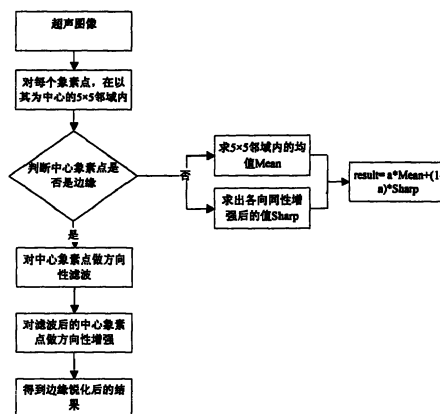 超声图像
对每个象素点，在以
其为中心的5×5邻域内
判断中心象素点是
否是边缘
否
求5×5邻域内的均
值Mean
求出各向同性增
强后的值Sharp
result= a*Mean+(1-
a)*Sharp
是
对中心象素点做方向
性滤波
对滤波后的中心象素
点做方向性增强
得到边缘锐化后的结
果